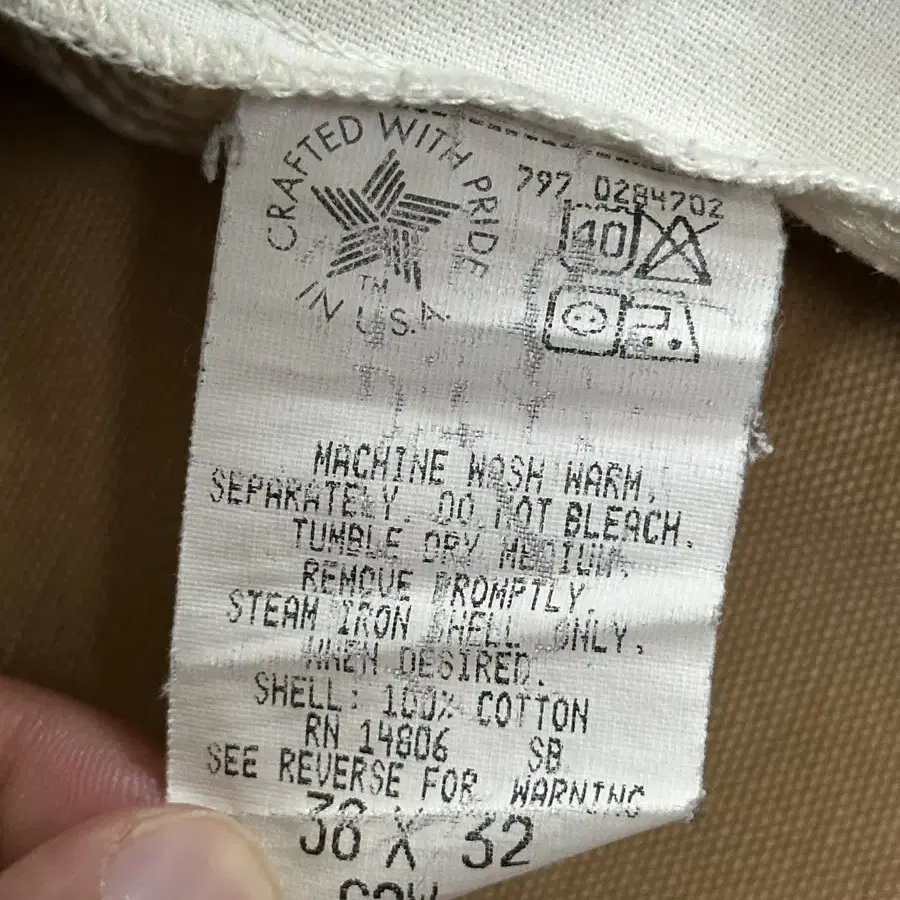 CRAFTED WITH PRIDE
IN U.S.A.
TM
797 0284702
40
MACHINE WASH WARM.
SEPARATELY. DO NOT BLEACH.
TUMBLE DRY MEDIUM.
REMOVE PROMPTLY.
STEAM IRON SHELL ONLY.
WHEN DESIRED.
SHELL: 100% COTTON
RN 14806 SB
SEE REVERSE FOR WARNING
38 X 32